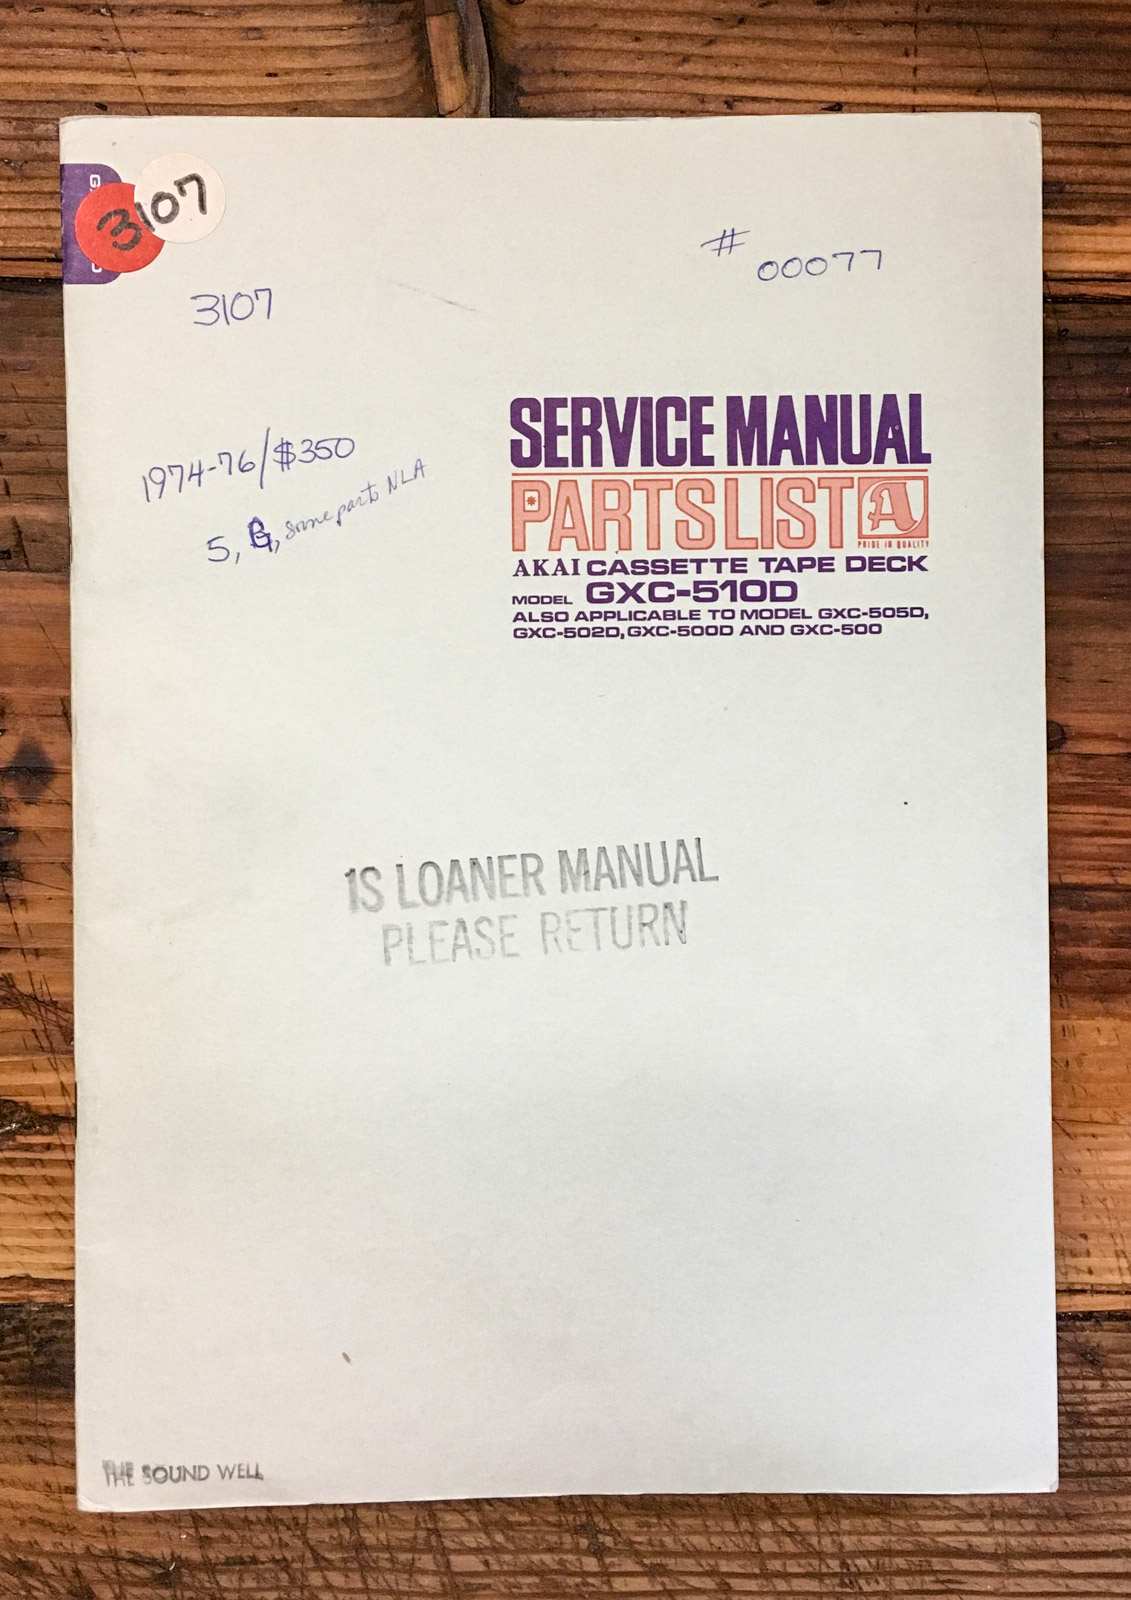 3107
# 00077
3107
1974-76/$350
5, G, some parts NLA
SERVICE MANUAL
PARTS LIST A
PRIDE IN QUALITY
AKAI CASSETTE TAPE DECK
MODEL GXC-510D
ALSO APPLICABLE TO MODEL GXC-505D,
GXC-502D, GXC-500D AND GXC-500
1S LOANER MANUAL
PLEASE RETURN
THE SOUND WELL